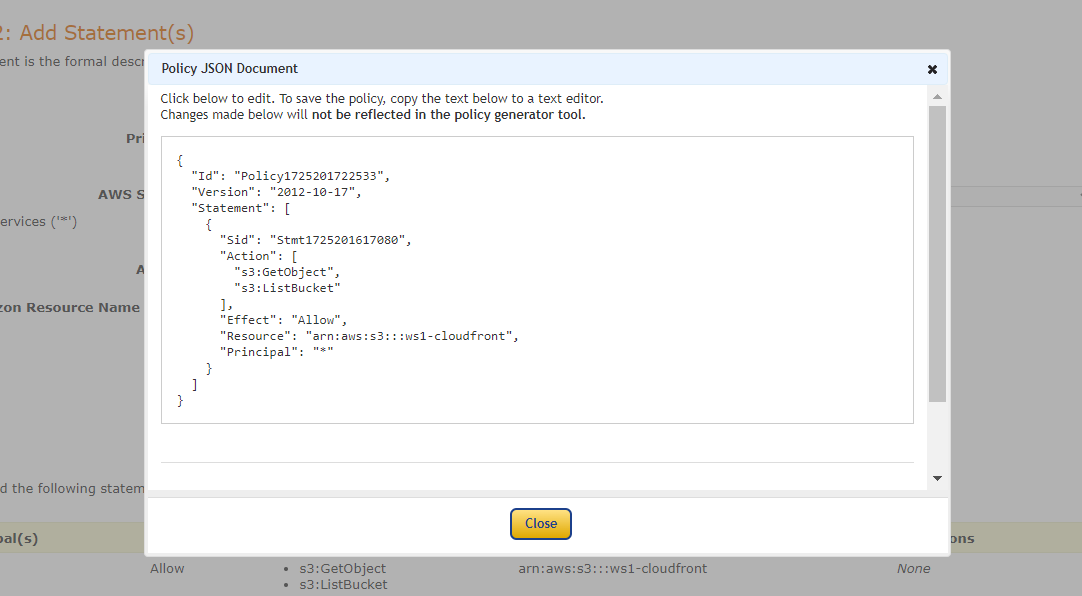 2: Add Statement(s)
ent is the formal descr
Policy JSON Document
Click below to edit. To save the policy, copy the text below to a text editor.
Changes made below will not be reflected in the policy generator tool.
Pri
AWS S
ervices ('*')
A
zon Resource Name
{
"Id": "Policy1725201722533",
"Version": "2012-10-17",
"Statement": [
{
"Sid": "Stmt1725201617080",
"Action": [
"s3:GetObject",
"s3:ListBucket"
],
"Effect": "Allow",
"Resource": "arn:aws:s3:::ws1-cloudfront",
"Principal": "*"
}
]
}
d the following statem
Close
pal(s)
ons
Allow
• s3:GetObject
• s3:ListBucket
arn:aws:s3:::ws1-cloudfront
None